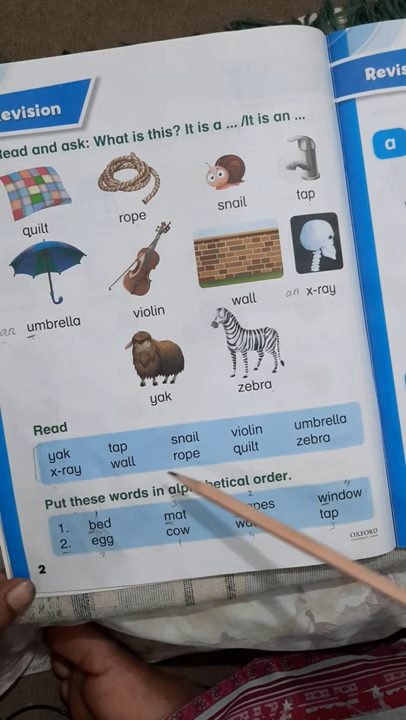 evision
Revis
ead and ask: What is this? It is a ... /It is an ...
a
quilt rope snail tap
an umbrella violin wall an x-ray
yak zebra
Read
yak tap snail violin umbrella
x-ray wall rope quilt zebra
Put these words in alphabetical order.
1. bed mat window
2. egg cow tap
OXFORD
2